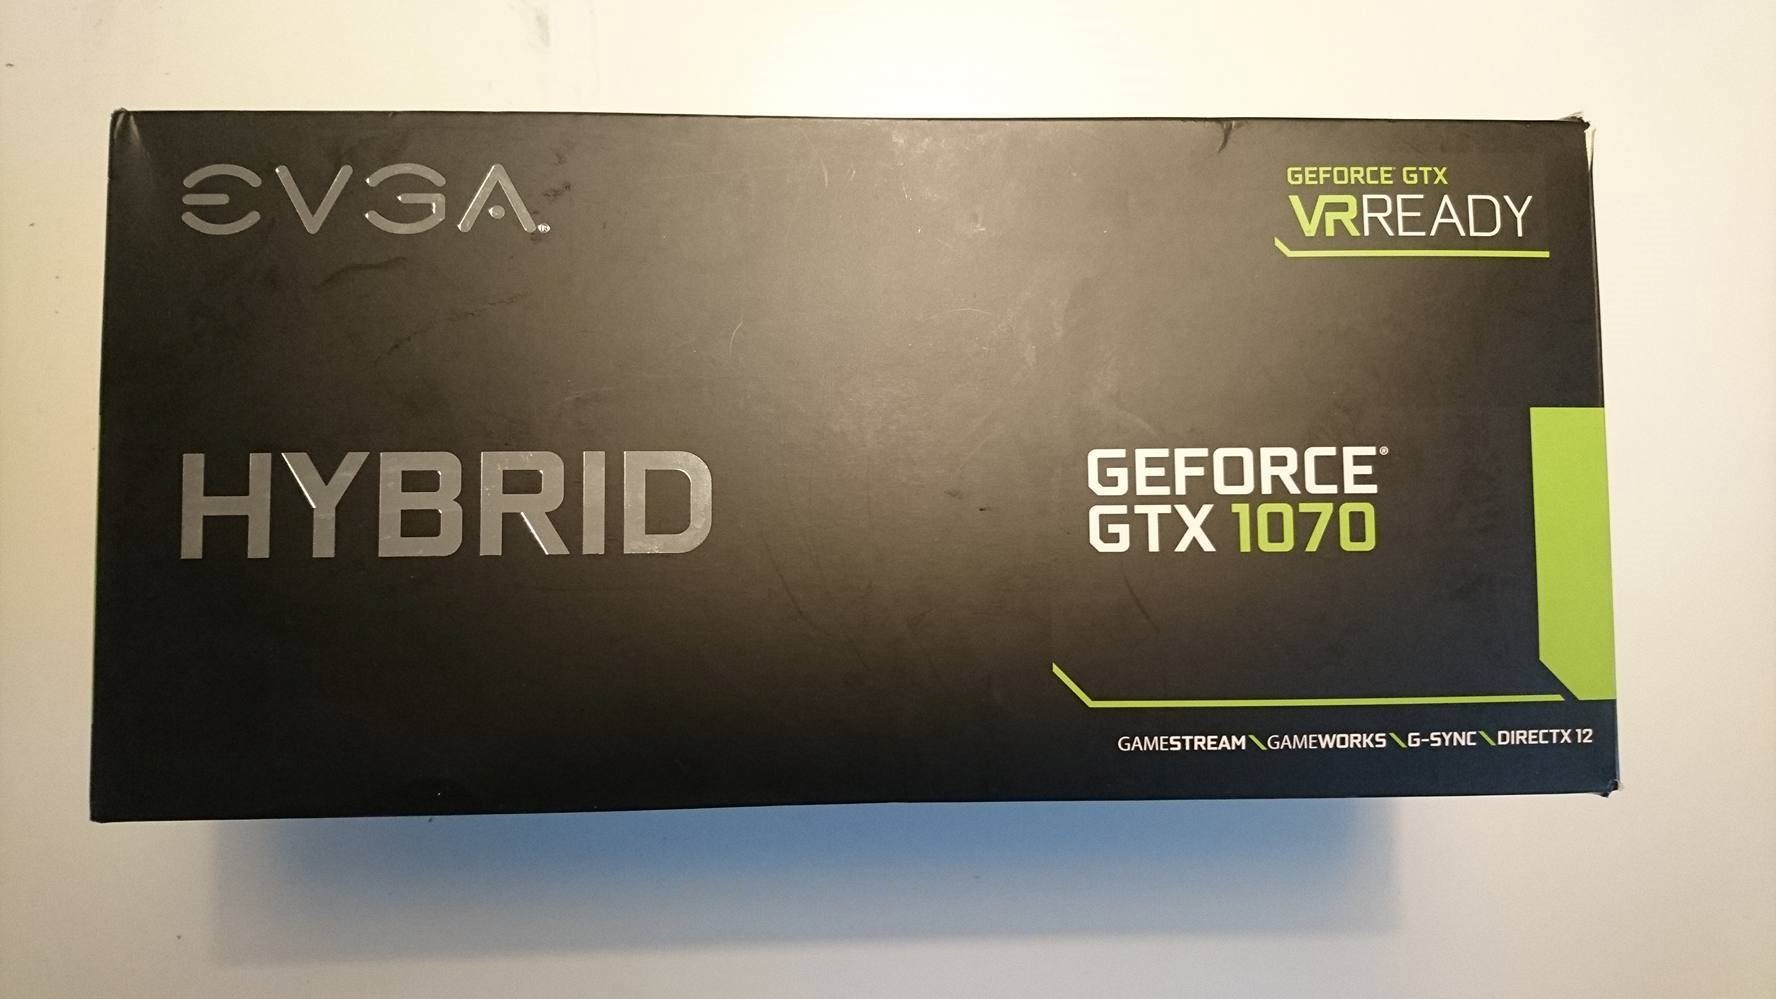 EVGA®
GEFORCE GTX
VRREADY
HYBRID
GEFORCE®
GTX 1070
GAMESTREAM \ GAMEWORKS \ G-SYNC \ DIRECTX 12